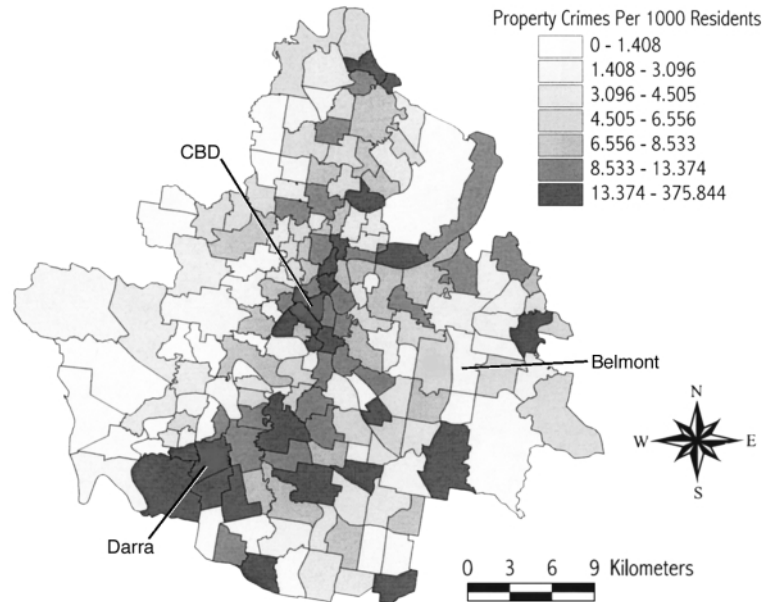 Property Crimes Per 1000 Residents
0 - 1.408
1.408 - 3.096
3.096 - 4.505
4.505 - 6.556
6.556 - 8.533
8.533 - 13.374
13.374 - 375.844
CBD
Belmont
N
W E
S
Darra
0 3 6 9 Kilometers